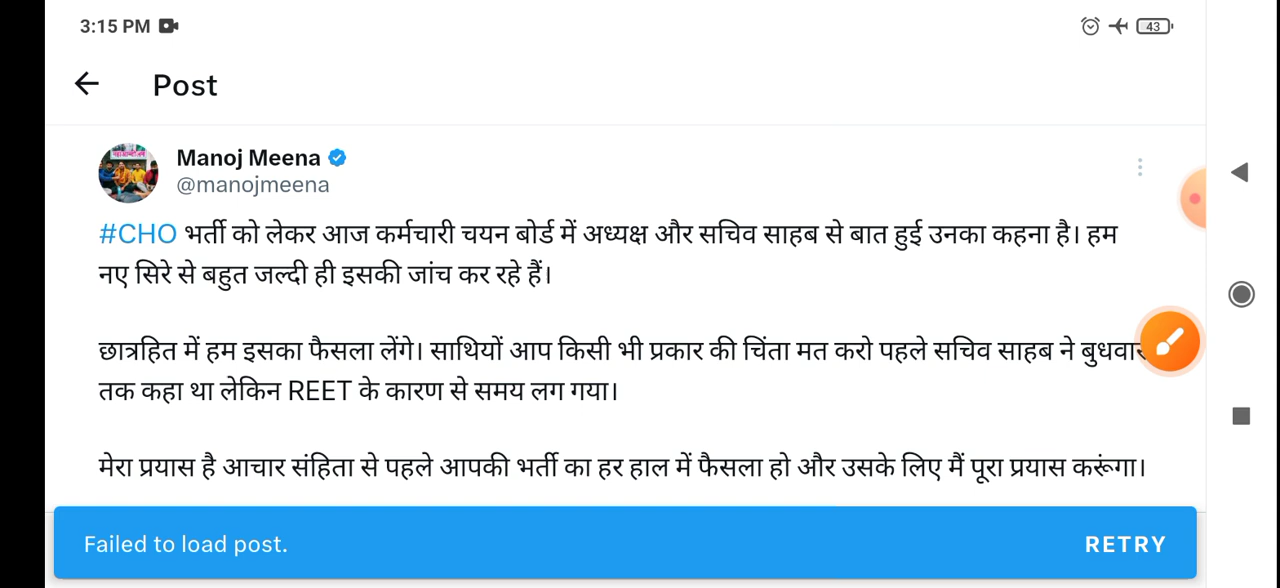 3:15 PM
43
Post
Manoj Meena
@manojmeena
#CHO भर्ती को लेकर आज कर्मचारी चयन बोर्ड में अध्यक्ष और सचिव साहब से बात हुई उनका कहना है। हम
नए सिरे से बहुत जल्दी ही इसकी जांच कर रहे हैं।
छात्रहित में हम इसका फैसला लेंगे। साथियों आप किसी भी प्रकार की चिंता मत करो पहले सचिव साहब ने बुधवार
तक कहा था लेकिन REET के कारण से समय लग गया।
मेरा प्रयास है आचार संहिता से पहले आपकी भर्ती का हर हाल में फैसला हो और उसके लिए मैं पूरा प्रयास करूंगा।
Failed to load post.
RETRY